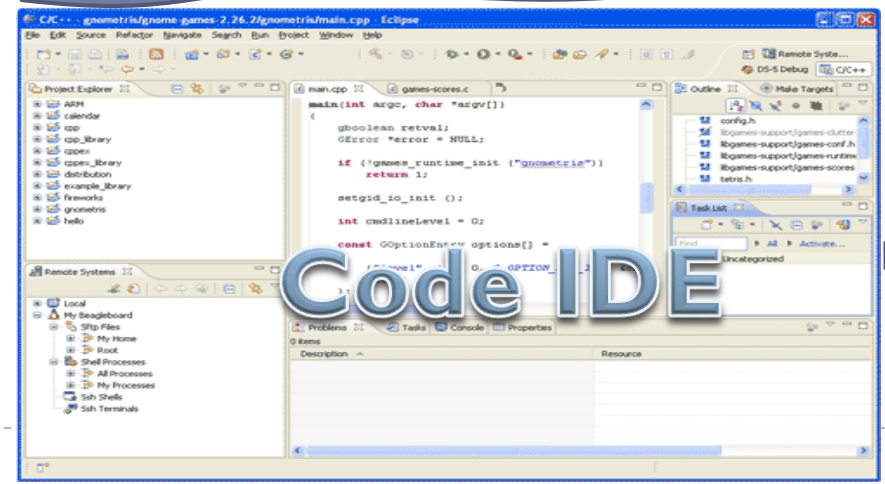 C/C++ - gnometris/gnome-games-2.26.2/gnometris/main.cpp - Eclipse
File Edit Source Refactor Navigate Search Run Project Window Help
Remote Syste...
DS-5 Debug C/C++
Project Explorer
ARM
calendar
cpp
cpp_library
cppex
cppex_library
distribution
example_library
fireworks
gnometris
hello
main.cpp games-scores.c
main(int argc, char *argv[])
{
gboolean retval;
GError *error = NULL;
if (!games_runtime_init ("gnometris"))
return 1;
setgid_io_init ();
int cmdlineLevel = 0;
const GOptionEntry options[] =
Outline Make Targets
config.h
libgames-support/games-clutter-
libgames-support/games-conf.h
libgames-support/games-runtime
libgames-support/games-scores
tetris.h
Task List
Find All Activate...
Uncategorized
Code IDE
Remote Systems
Local
My Beagleboard
Sftp Files
My Home
Root
Shell Processes
All Processes
My Processes
Ssh Shells
Ssh Terminals
Problems Tasks Console Properties
0 items
Description Resource